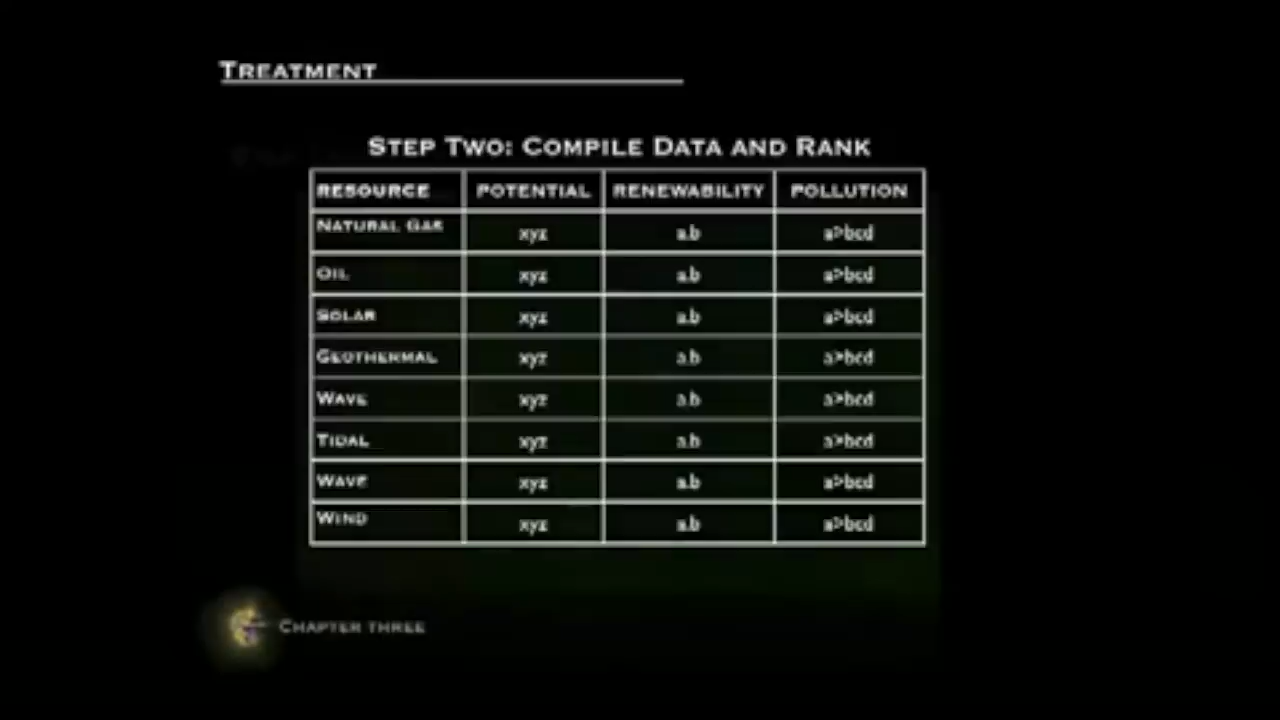 TREATMENT
STEP TWO: COMPILE DATA AND RANK
RESOURCE POTENTIAL RENEWABILITY POLLUTION
NATURAL GAS xyz a.b a>bcd
OIL xyz a.b a>bcd
SOLAR xyz a.b a>bcd
GEOTHERMAL xyz a.b a>bcd
WAVE xyz a.b a>bcd
TIDAL xyz a.b a>bcd
WAVE xyz a.b a>bcd
WIND xyz a.b a>bcd
CHAPTER THREE